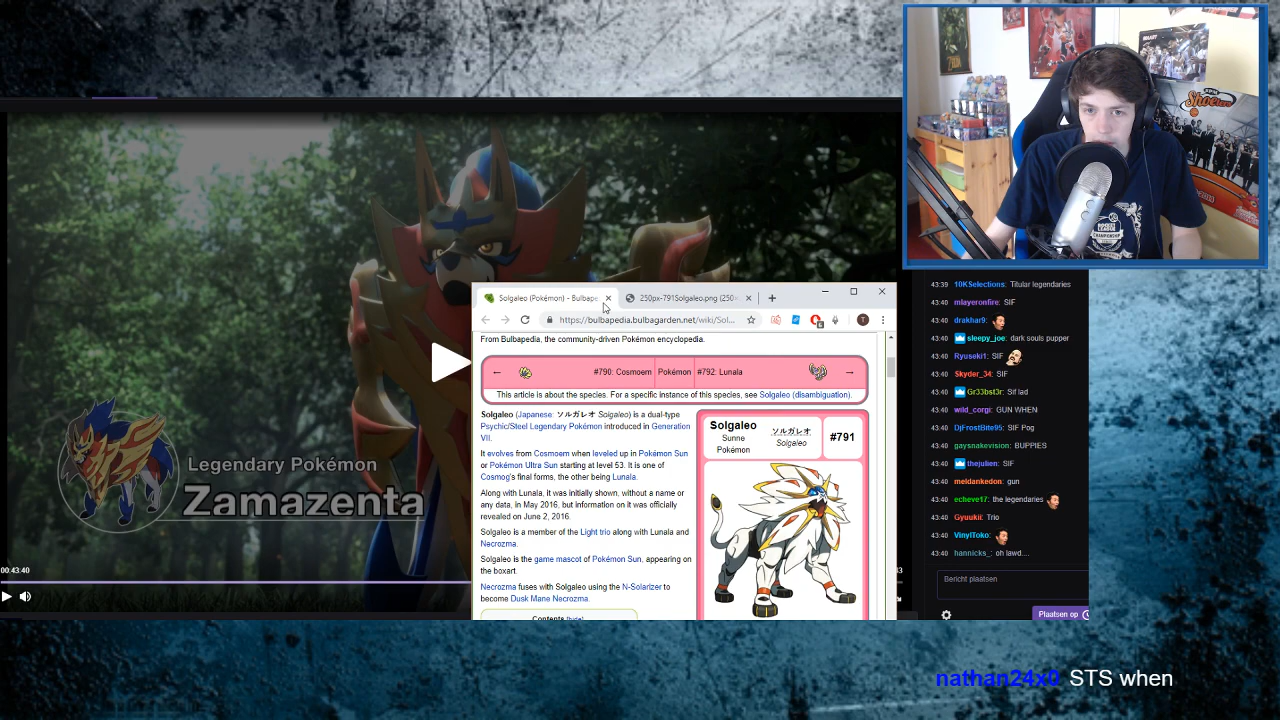 Legendary Pokémon
Zamazenta
00:43:40
Solgaleo (Pokémon) - Bulbape
250px-791Solgaleo.png (250×
https://bulbapedia.bulbagarden.net/wiki/Sol...
From Bulbapedia, the community-driven Pokémon encyclopedia.
← #790: Cosmoem Pokémon #792: Lunala →
This article is about the species. For a specific instance of this species, see Solgaleo (disambiguation).
Solgaleo (Japanese: ソルガレオ Solgaleo) is a dual-type
Psychic/Steel Legendary Pokémon introduced in Generation
VII.
It evolves from Cosmoem when leveled up in Pokémon Sun
or Pokémon Ultra Sun starting at level 53. It is one of
Cosmog's final forms, the other being Lunala.
Along with Lunala, it was initially shown, without a name or
any data, in May 2016, but information on it was officially
revealed on June 2, 2016.
Solgaleo is a member of the Light trio along with Lunala and
Necrozma.
Solgaleo is the game mascot of Pokémon Sun, appearing on
the boxart.
Necrozma fuses with Solgaleo using the N-Solarizer to
become Dusk Mane Necrozma.
Contents [hide]
Solgaleo
Sunne
Pokémon
ソルガレオ
Solgaleo
#791
43:39 10KSelections: Titular legendaries
43:40 mlayeronfire: SIF
43:40 drakhar9:
43:40 sleepy_joe: dark souls pupper
43:40 Ryuseki1: SIF
43:40 Skyder_34: SIF
43:40 Gr33bst3r: Sif lad
43:40 wild_corgi: GUN WHEN
43:40 DjFrostBite95: SIF Pog
43:40 gaysnakevision: BUPPIES
43:40 thejulien: SIF
43:40 meldankedon: gun
43:40 echeve17: the legendaries
43:40 Gyuukii: Trio
43:40 VinylToko:
43:40 hannicks_: oh lawd....
Bericht plaatsen
Plaatsen op
nathan24x0 STS when